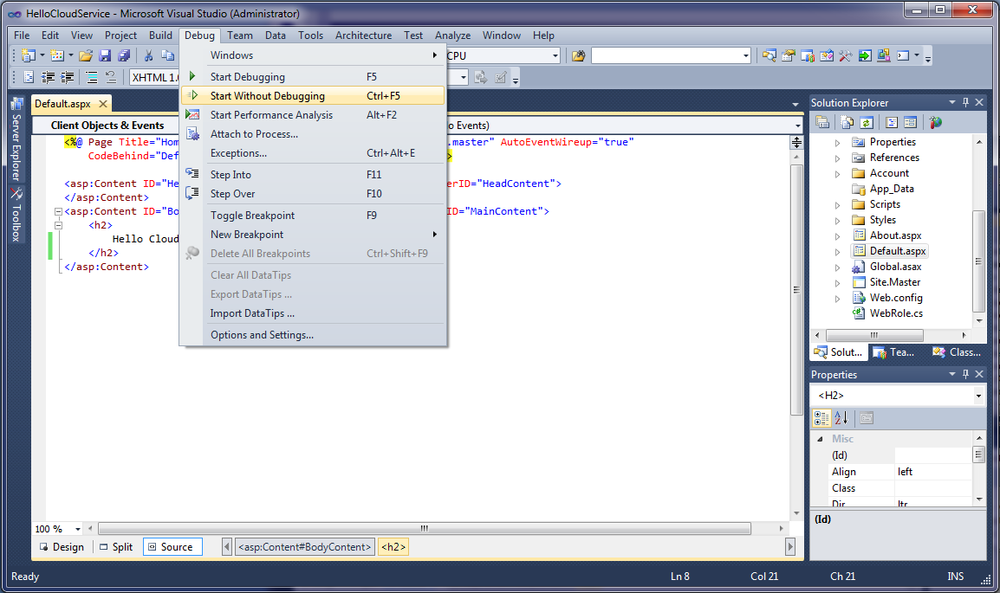 HelloCloudService - Microsoft Visual Studio (Administrator)
File Edit View Project Build Debug Team Data Tools Architecture Test Analyze Window Help
CPU
XHTML 1.
Windows
Start Debugging F5
Start Without Debugging Ctrl+F5
Start Performance Analysis Alt+F2
Attach to Process...
Exceptions... Ctrl+Alt+E
Step Into F11
Step Over F10
Toggle Breakpoint F9
New Breakpoint
Delete All Breakpoints Ctrl+Shift+F9
Clear All DataTips
Export DataTips ...
Import DataTips ...
Options and Settings...
Server Explorer
Toolbox
Default.aspx
Client Objects & Events o Events)
<%@ Page Title="Hom .master" AutoEventWireup="true"
CodeBehind="Def >
<asp:Content ID="He erID="HeadContent">
</asp:Content>
<asp:Content ID="Bo ID="MainContent">
<h2>
Hello Cloud
</h2>
</asp:Content>
100 %
Design Split Source <asp:Content#BodyContent> <h2>
Solution Explorer
Properties
References
Account
App_Data
Scripts
Styles
About.aspx
Default.aspx
Global.asax
Site.Master
Web.config
WebRole.cs
Solut... Tea... Class...
Properties
<H2>
Misc
(Id)
Align left
Class
Dir ltr
(Id)
Ready Ln 8 Col 21 Ch 21 INS